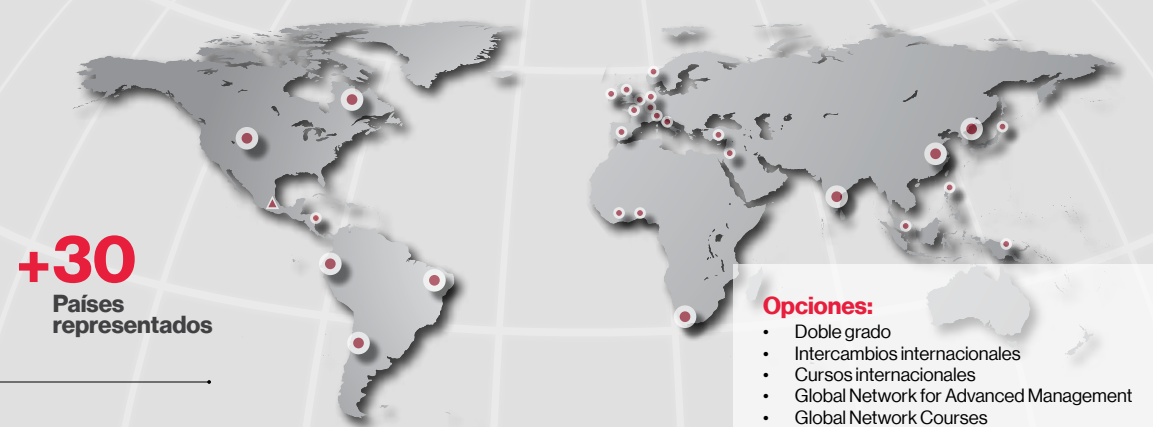 +30
Países
representados
Opciones:
• Doble grado
• Intercambios internacionales
• Cursos internacionales
• Global Network for Advanced Management
• Global Network Courses